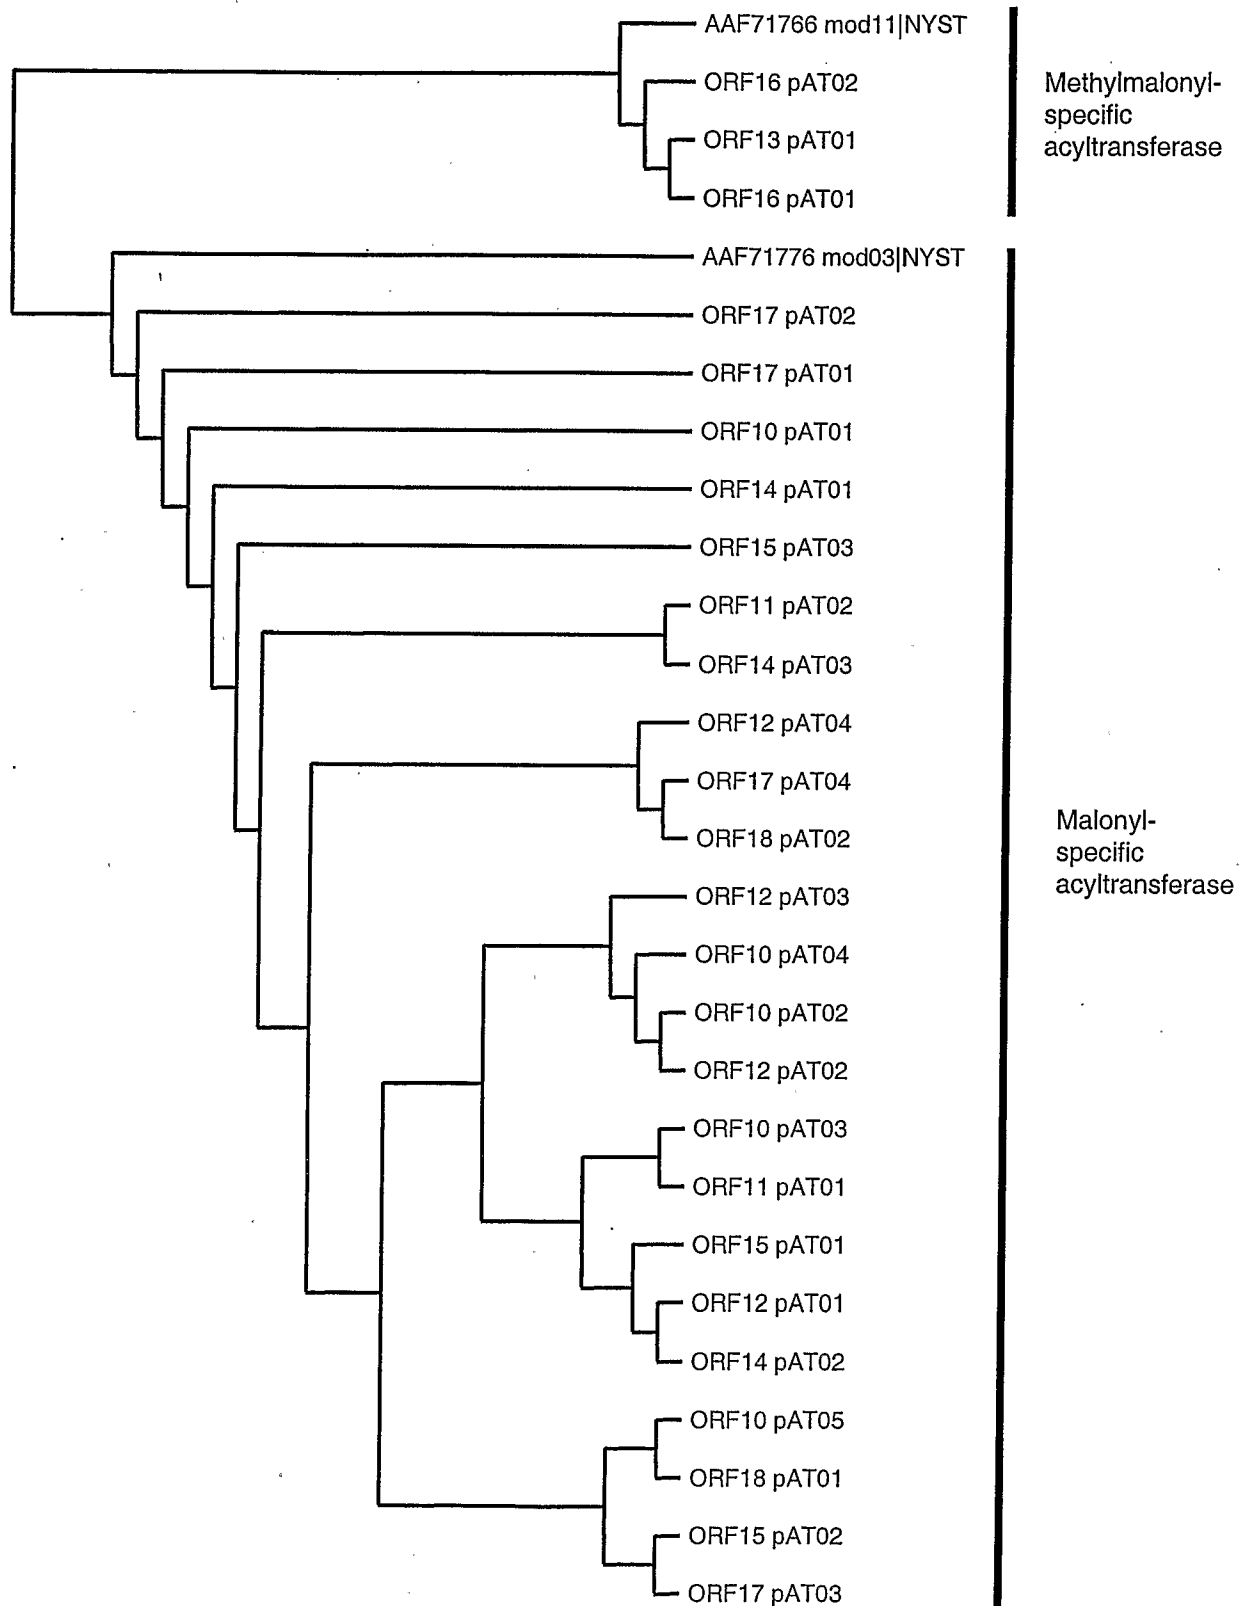 AAF71766 mod11|NYST
ORF16 pAT02
ORF13 pAT01
ORF16 pAT01
Methylmalonyl-
specific
acyltransferase
AAF71776 mod03|NYST
ORF17 pAT02
ORF17 pAT01
ORF10 pAT01
ORF14 pAT01
ORF15 pAT03
ORF11 pAT02
ORF14 pAT03
ORF12 pAT04
ORF17 pAT04
ORF18 pAT02
ORF12 pAT03
ORF10 pAT04
ORF10 pAT02
ORF12 pAT02
ORF10 pAT03
ORF11 pAT01
ORF15 pAT01
ORF12 pAT01
ORF14 pAT02
ORF10 pAT05
ORF18 pAT01
ORF15 pAT02
ORF17 pAT03
Malonyl-
specific
acyltransferase